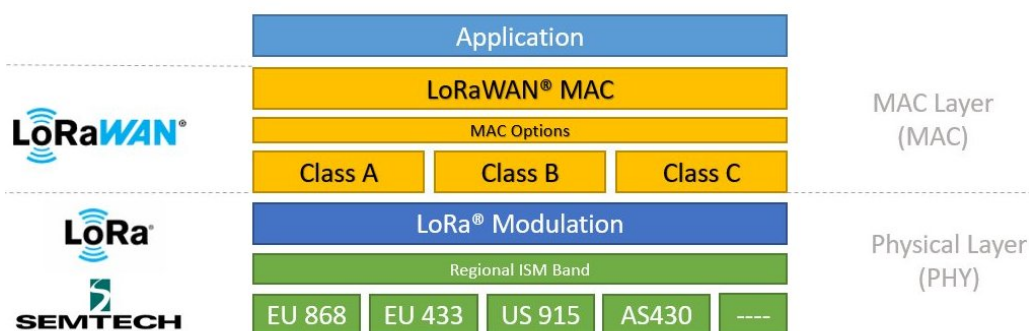 Application
LoRaWAN® MAC
MAC Options
Class A Class B Class C
LoRa® Modulation
Regional ISM Band
EU 868 EU 433 US 915 AS430 ----
LoRaWAN®
LoRa®
SEMTECH
MAC Layer
(MAC)
Physical Layer
(PHY)